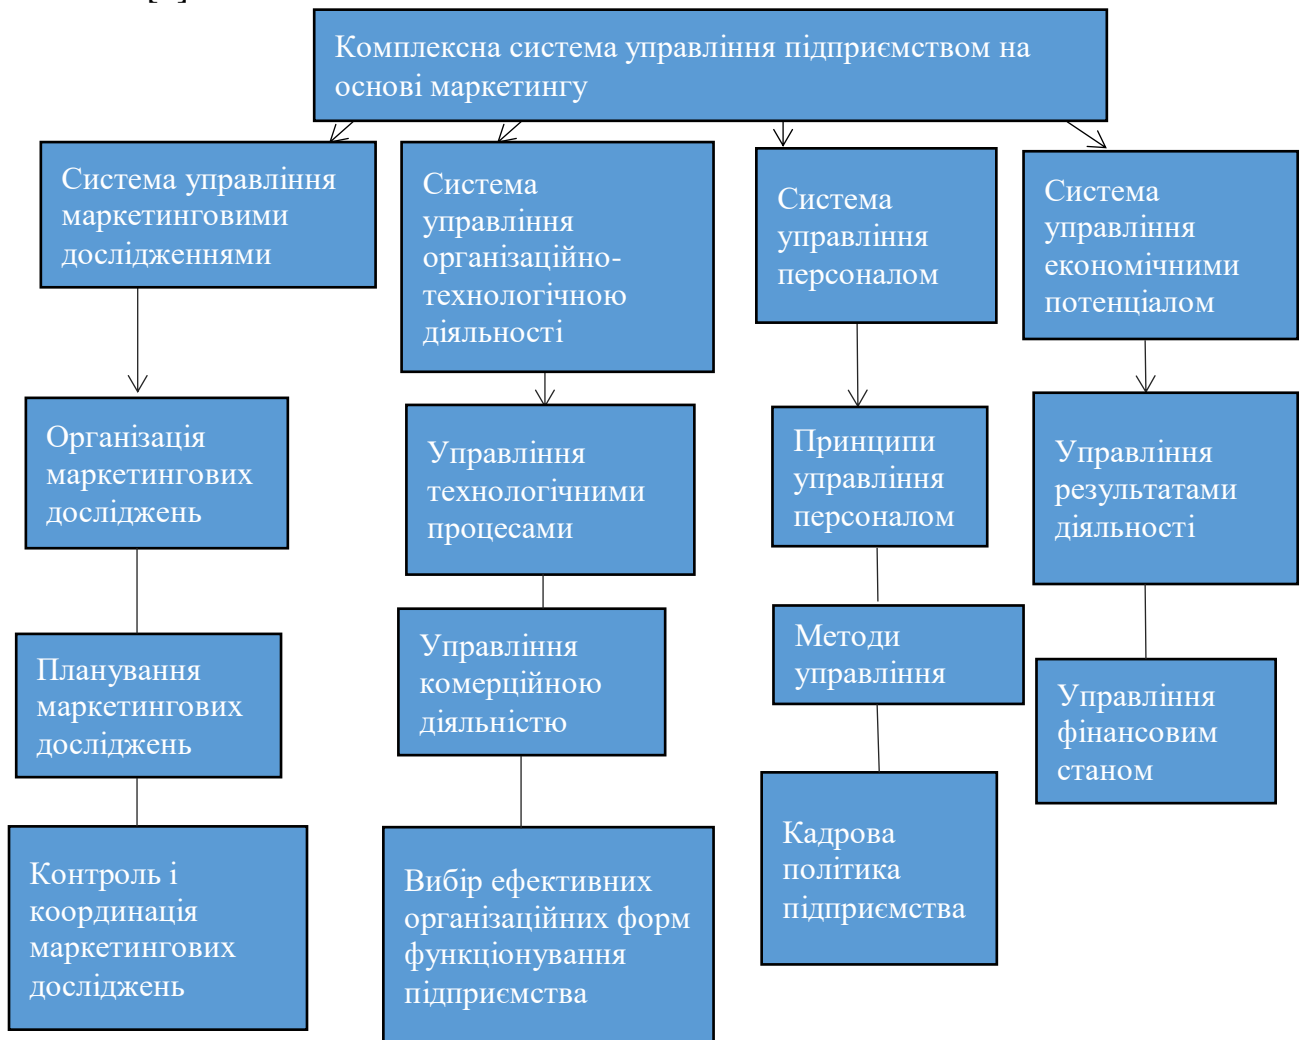 Комплексна система управління підприємством на
основі маркетингу
Система управління
маркетинговими
дослідженнями
Система
управління
організаційно-
технологічною
діяльності
Система
управління
персоналом
Система
управління
економічними
потенціалом
Організація
маркетингових
досліджень
Управління
технологічними
процесами
Принципи
управління
персоналом
Управління
результатами
діяльності
Планування
маркетингових
досліджень
Управління
комерційною
діяльністю
Методи
управління
Управління
фінансовим
станом
Контроль і
координація
маркетингових
досліджень
Вибір ефективних
організаційних форм
функціонування
підприємства
Кадрова
політика
підприємства